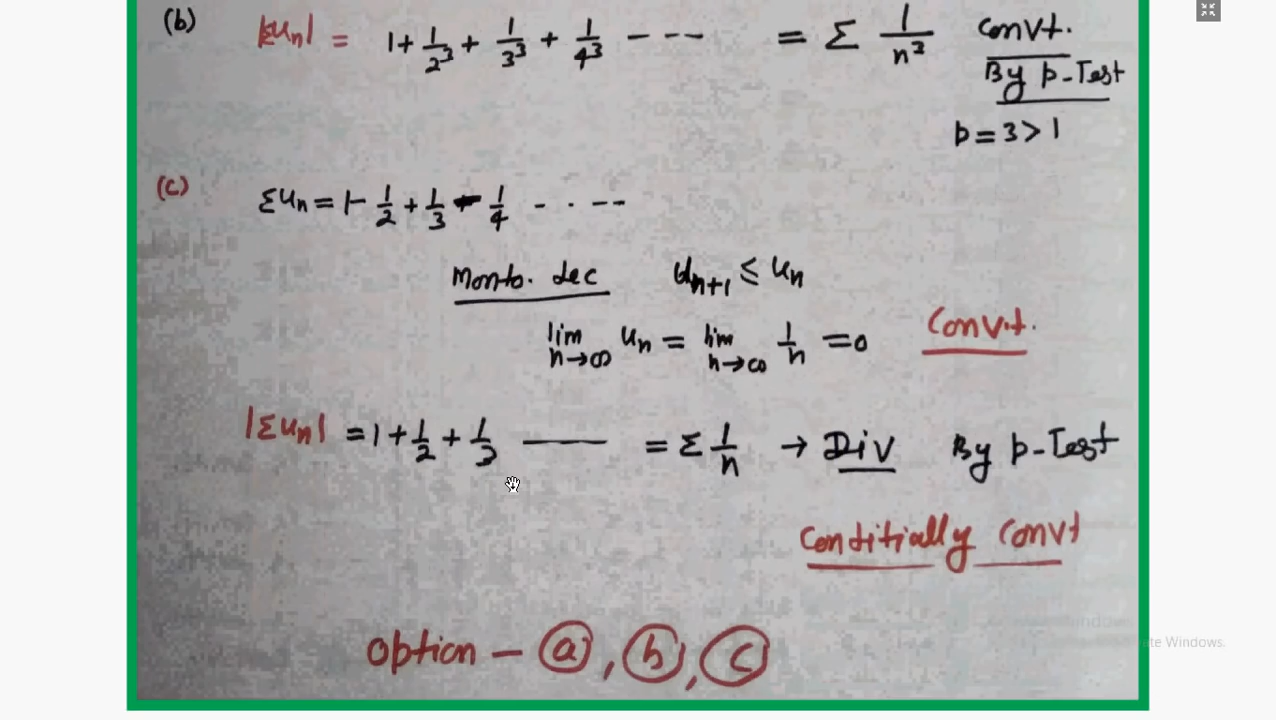 (b) |Σuₙ| = 1 + 1/2³ + 1/3³ + 1/4³ ---- = Σ 1/n³ Convt.
By p-Test
p = 3 > 1
(c) Σuₙ = 1 - 1/2 + 1/3 - 1/4 - . . --
Monto. dec uₙ₊₁ ≤ uₙ
lim n→∞ uₙ = lim n→∞ 1/n = 0 Convt.
|Σuₙ| = 1 + 1/2 + 1/3 —— = Σ 1/n → Div By p-Test
Conditially Convt
option - (a), (b), (c)